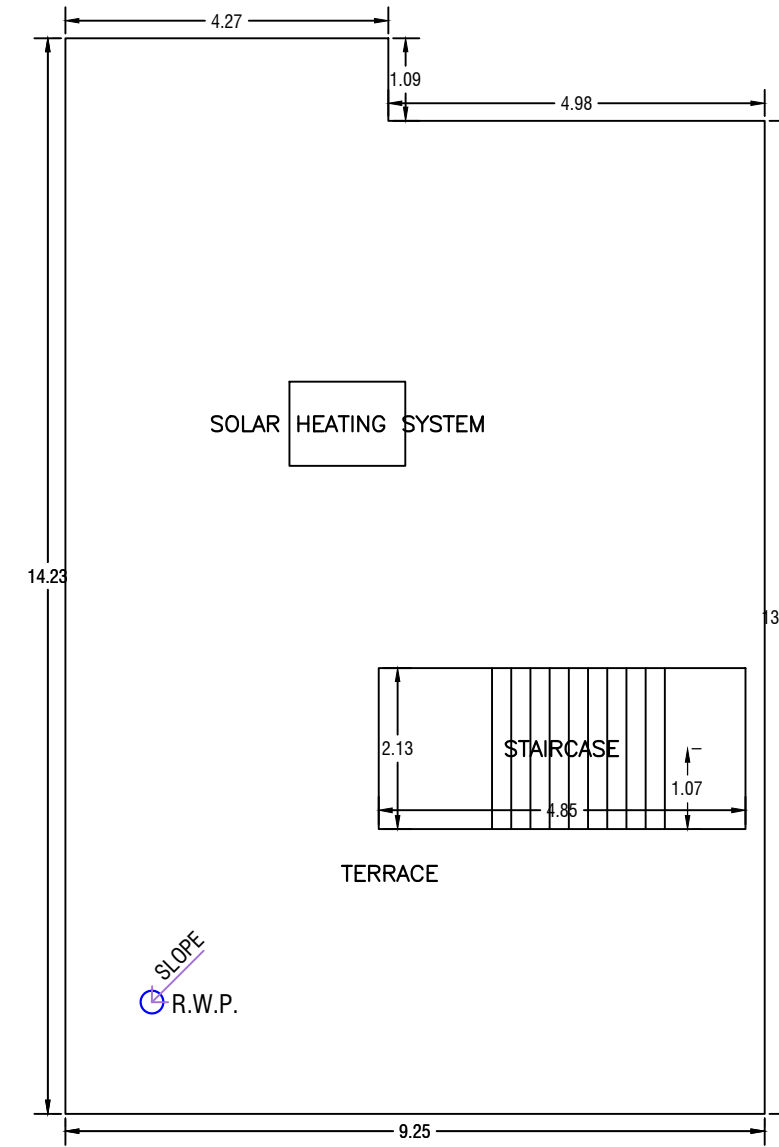 4.27
1.09
4.98
SOLAR HEATING SYSTEM
14.23
13
2.13
STAIRCASE
1.07
4.85
TERRACE
SLOPE
R.W.P.
9.25